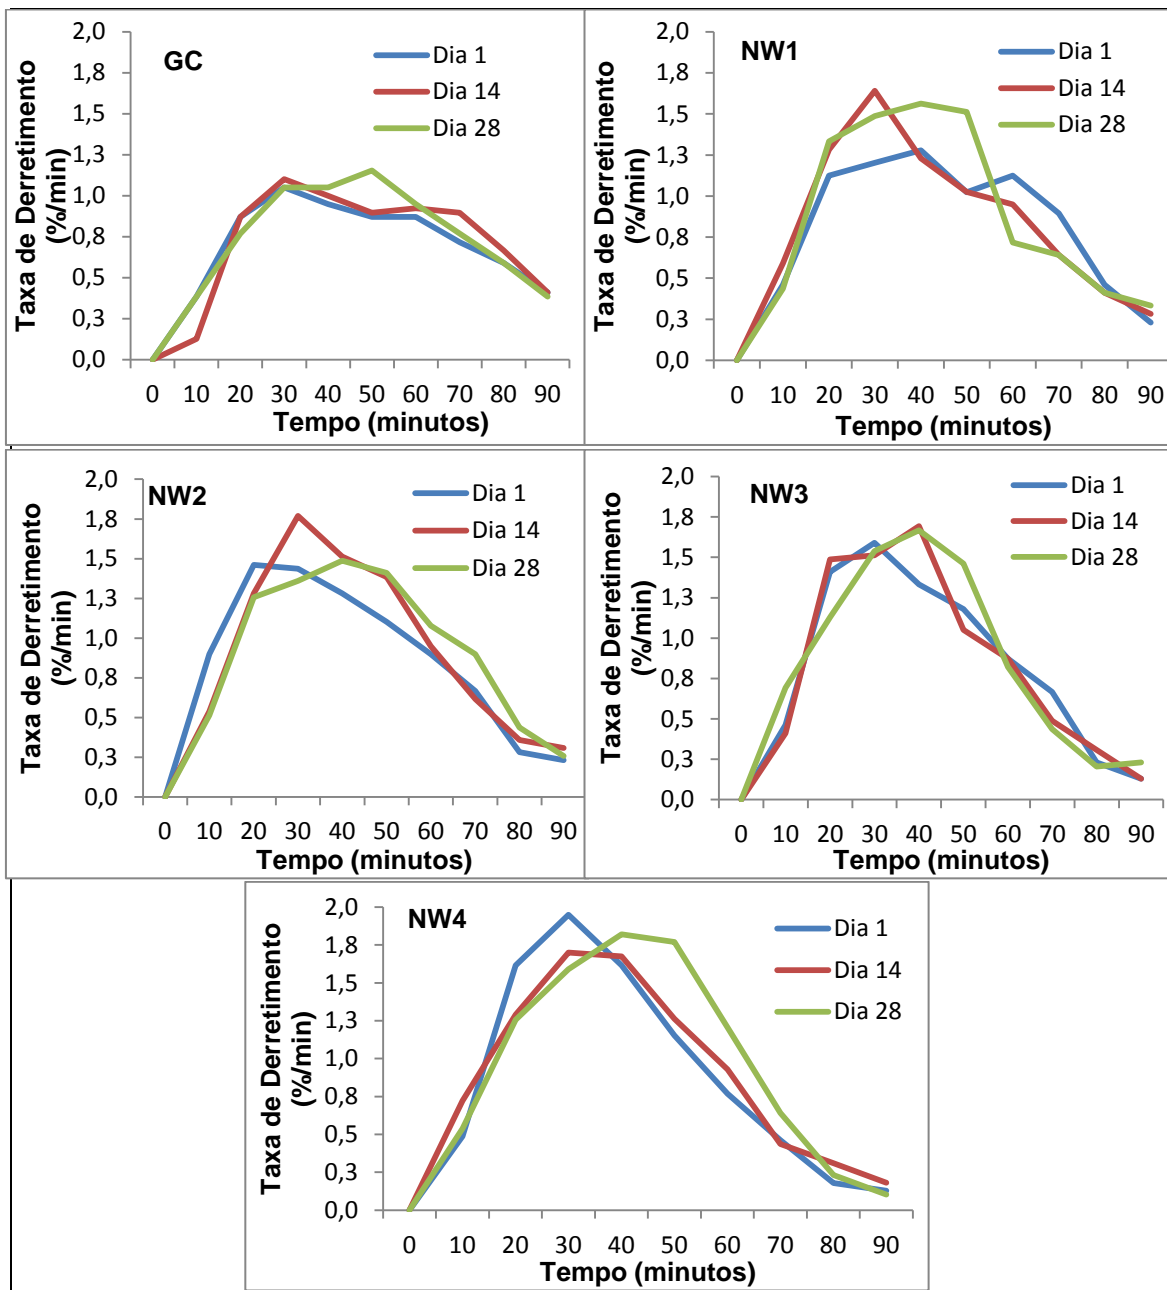 GC
Taxa de Derretimento
(%/min)
2,0
1,8
1,5
1,3
1,0
0,8
0,5
0,3
0,0
Dia 1
Dia 14
Dia 28
0 10 20 30 40 50 60 70 80 90
Tempo (minutos)
NW1
Taxa de Derretimento
(%/min)
2,0
1,8
1,5
1,3
1,0
0,8
0,5
0,3
0,0
Dia 1
Dia 14
Dia 28
0 10 20 30 40 50 60 70 80 90
Tempo (minutos)
NW2
Taxa de Derretimento
(%/min)
2,0
1,8
1,5
1,3
1,0
0,8
0,5
0,3
0,0
Dia 1
Dia 14
Dia 28
0 10 20 30 40 50 60 70 80 90
Tempo (minutos)
NW3
Taxa de Derretimento
(%/min)
2,0
1,8
1,5
1,3
1,0
0,8
0,5
0,3
0,0
Dia 1
Dia 14
Dia 28
0 10 20 30 40 50 60 70 80 90
Tempo (minutos)
NW4
Taxa de Derretimento
(%/min)
2,0
1,8
1,5
1,3
1,0
0,8
0,5
0,3
0,0
Dia 1
Dia 14
Dia 28
0 10 20 30 40 50 60 70 80 90
Tempo (minutos)